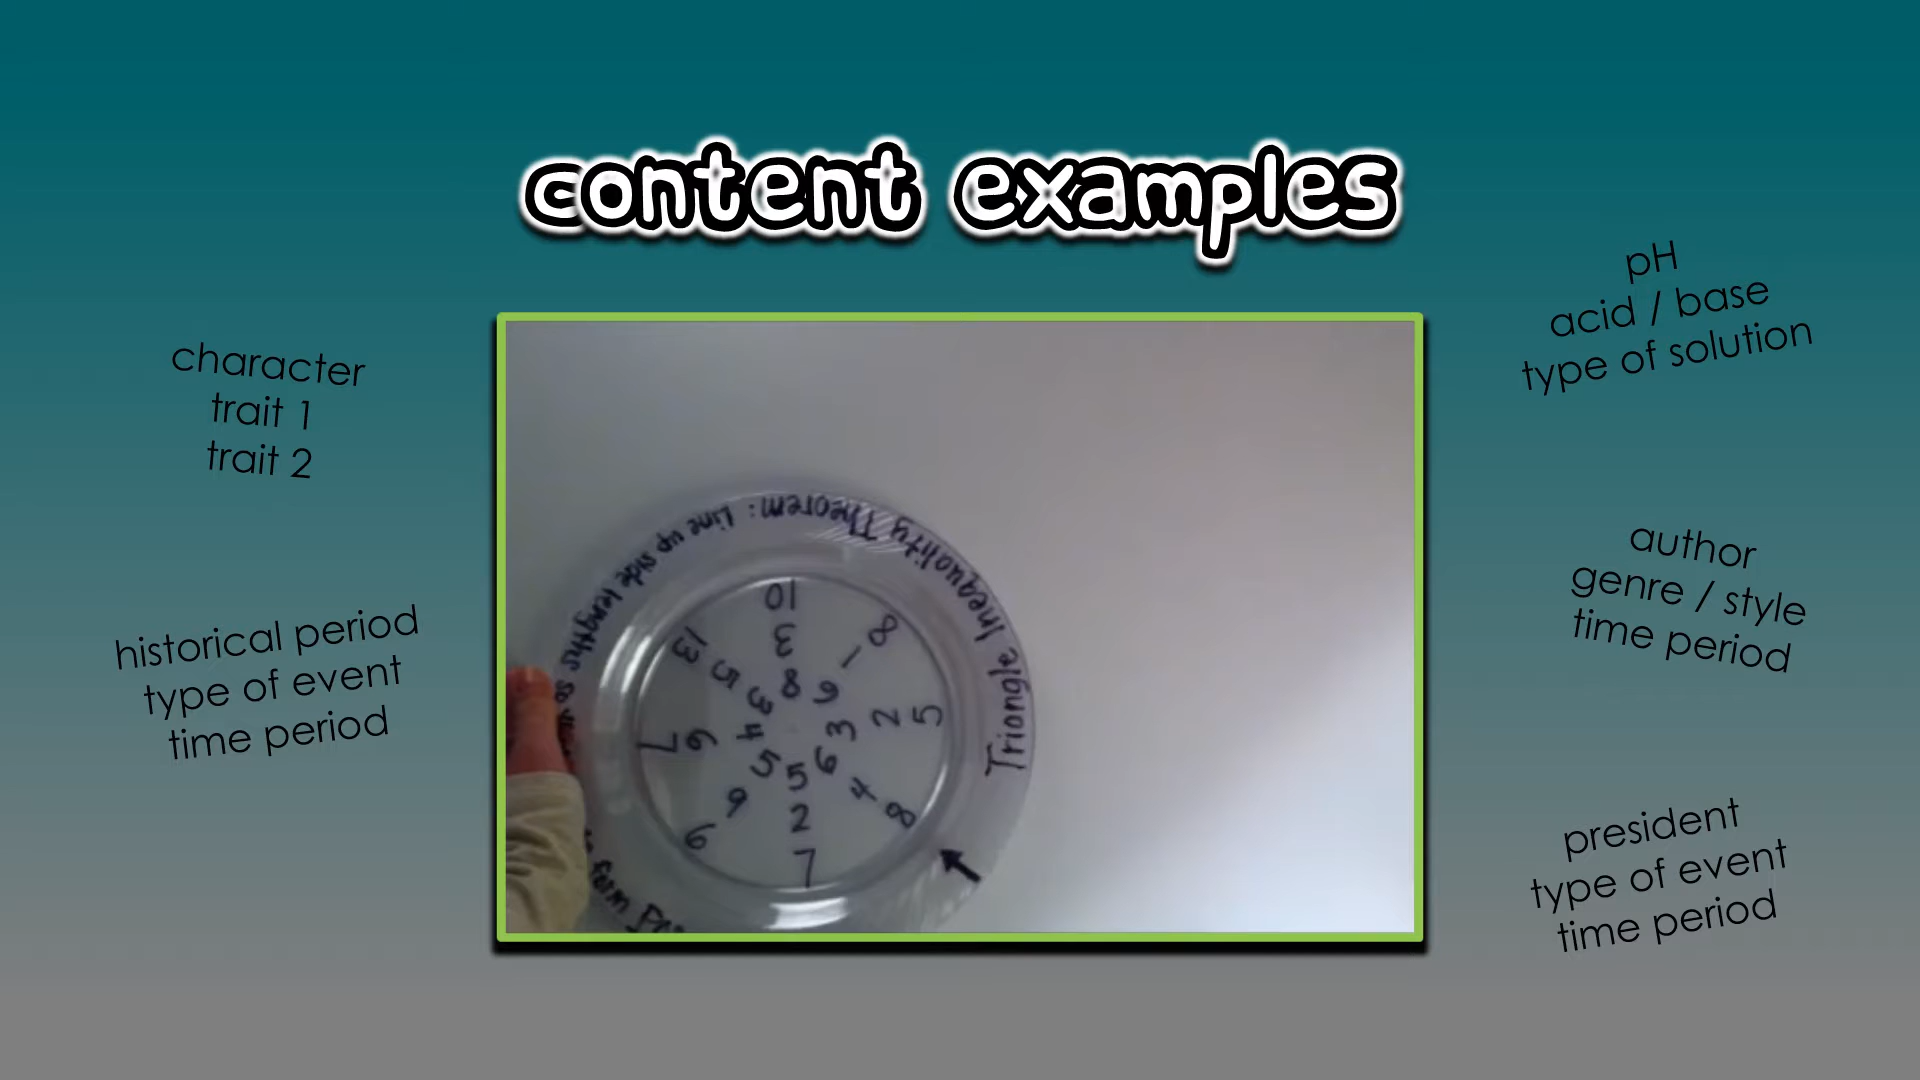 content examples
character
trait 1
trait 2
historical period
type of event
time period
pH
acid / base
type of solution
author
genre / style
time period
president
type of event
time period
Triangle Inequality Theorem: Line up side lengths so
form
10 3 8
8 1 6
5 2 3
8 4 6
7 2 5
6 9 5
7 6 4
13 5 3